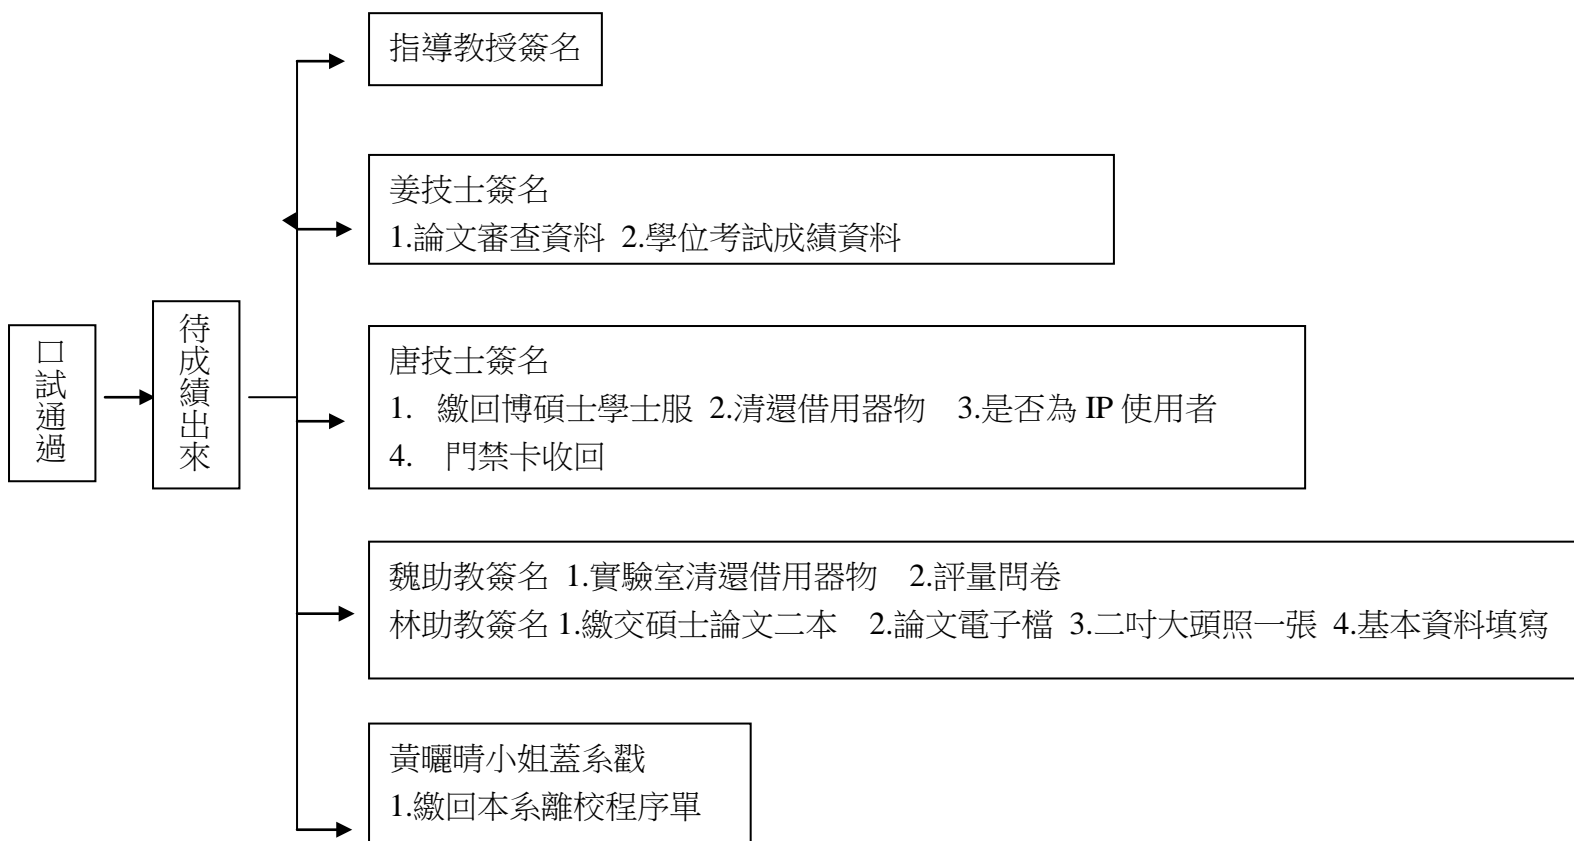 口試通過
待成績出來
指導教授簽名
姜技士簽名
1.論文審查資料 2.學位考試成績資料
唐技士簽名
1. 繳回博碩士學士服 2.清還借用器物 3.是否為 IP 使用者
4. 門禁卡收回
魏助教簽名 1.實驗室清還借用器物 2.評量問卷
林助教簽名 1.繳交碩士論文二本 2.論文電子檔 3.二吋大頭照一張 4.基本資料填寫
黃曬晴小姐蓋系戳
1.繳回本系離校程序單